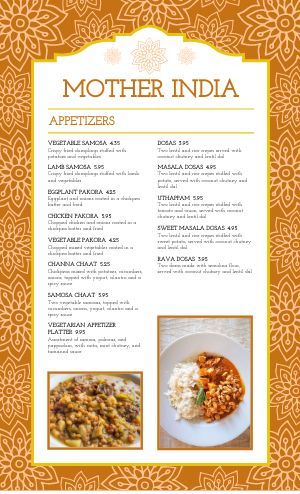 MOTHER INDIA
APPETIZERS
VEGETABLE SAMOSA 4.35
Crispy fried dumplings stuffed with
potatoes and vegetables
LAMB SAMOSA 5.95
Crispy fried dumplings stuffed with lamb
and vegetables
EGGPLANT PAKORA 4.25
Eggplant and onions coated in a chickpea
batter and fried
CHICKEN PAKORA 5.95
Chopped chicken and onions coated in a
chickpea batter and fried
VEGETABLE PAKORA 4.25
Chopped vegetables coated in a chickpea
batter and fried
CHANNA CHAAT 5.25
Chickpeas mixed with potatoes, cucumbers,
onions, topped with yogurt, cilantro and a
spicy sauce
SAMOSA CHAAT 5.95
Two vegetable samosas, topped with
cucumbers, onions, yogurt, cilantro and a
spicy sauce
VEGETARIAN APPETIZER
PLATTER 9.95
Assortment of samosa, pakoras, and
pappadum, with raita, mint chutney, and
tamarind sauce
DOSAS 3.95
Two lentil and rice crepes served with
coconut chutney and lentil dal
MASALA DOSAS 4.95
Two lentil and rice crepes stuffed with
potato, served with coconut chutney and
lentil dal
UTHAPPAM 5.95
Two lentil and rice crepes stuffed with
tomato and onion, served with coconut
chutney and lentil dal
SWEET MASALA DOSAS 4.95
Two lentil and rice crepes stuffed with
sweet potato, served with coconut chutney
and lentil dal
RAVA DOSAS 3.95
Two dosas made with semolina flour,
served with coconut chutney and lentil dal